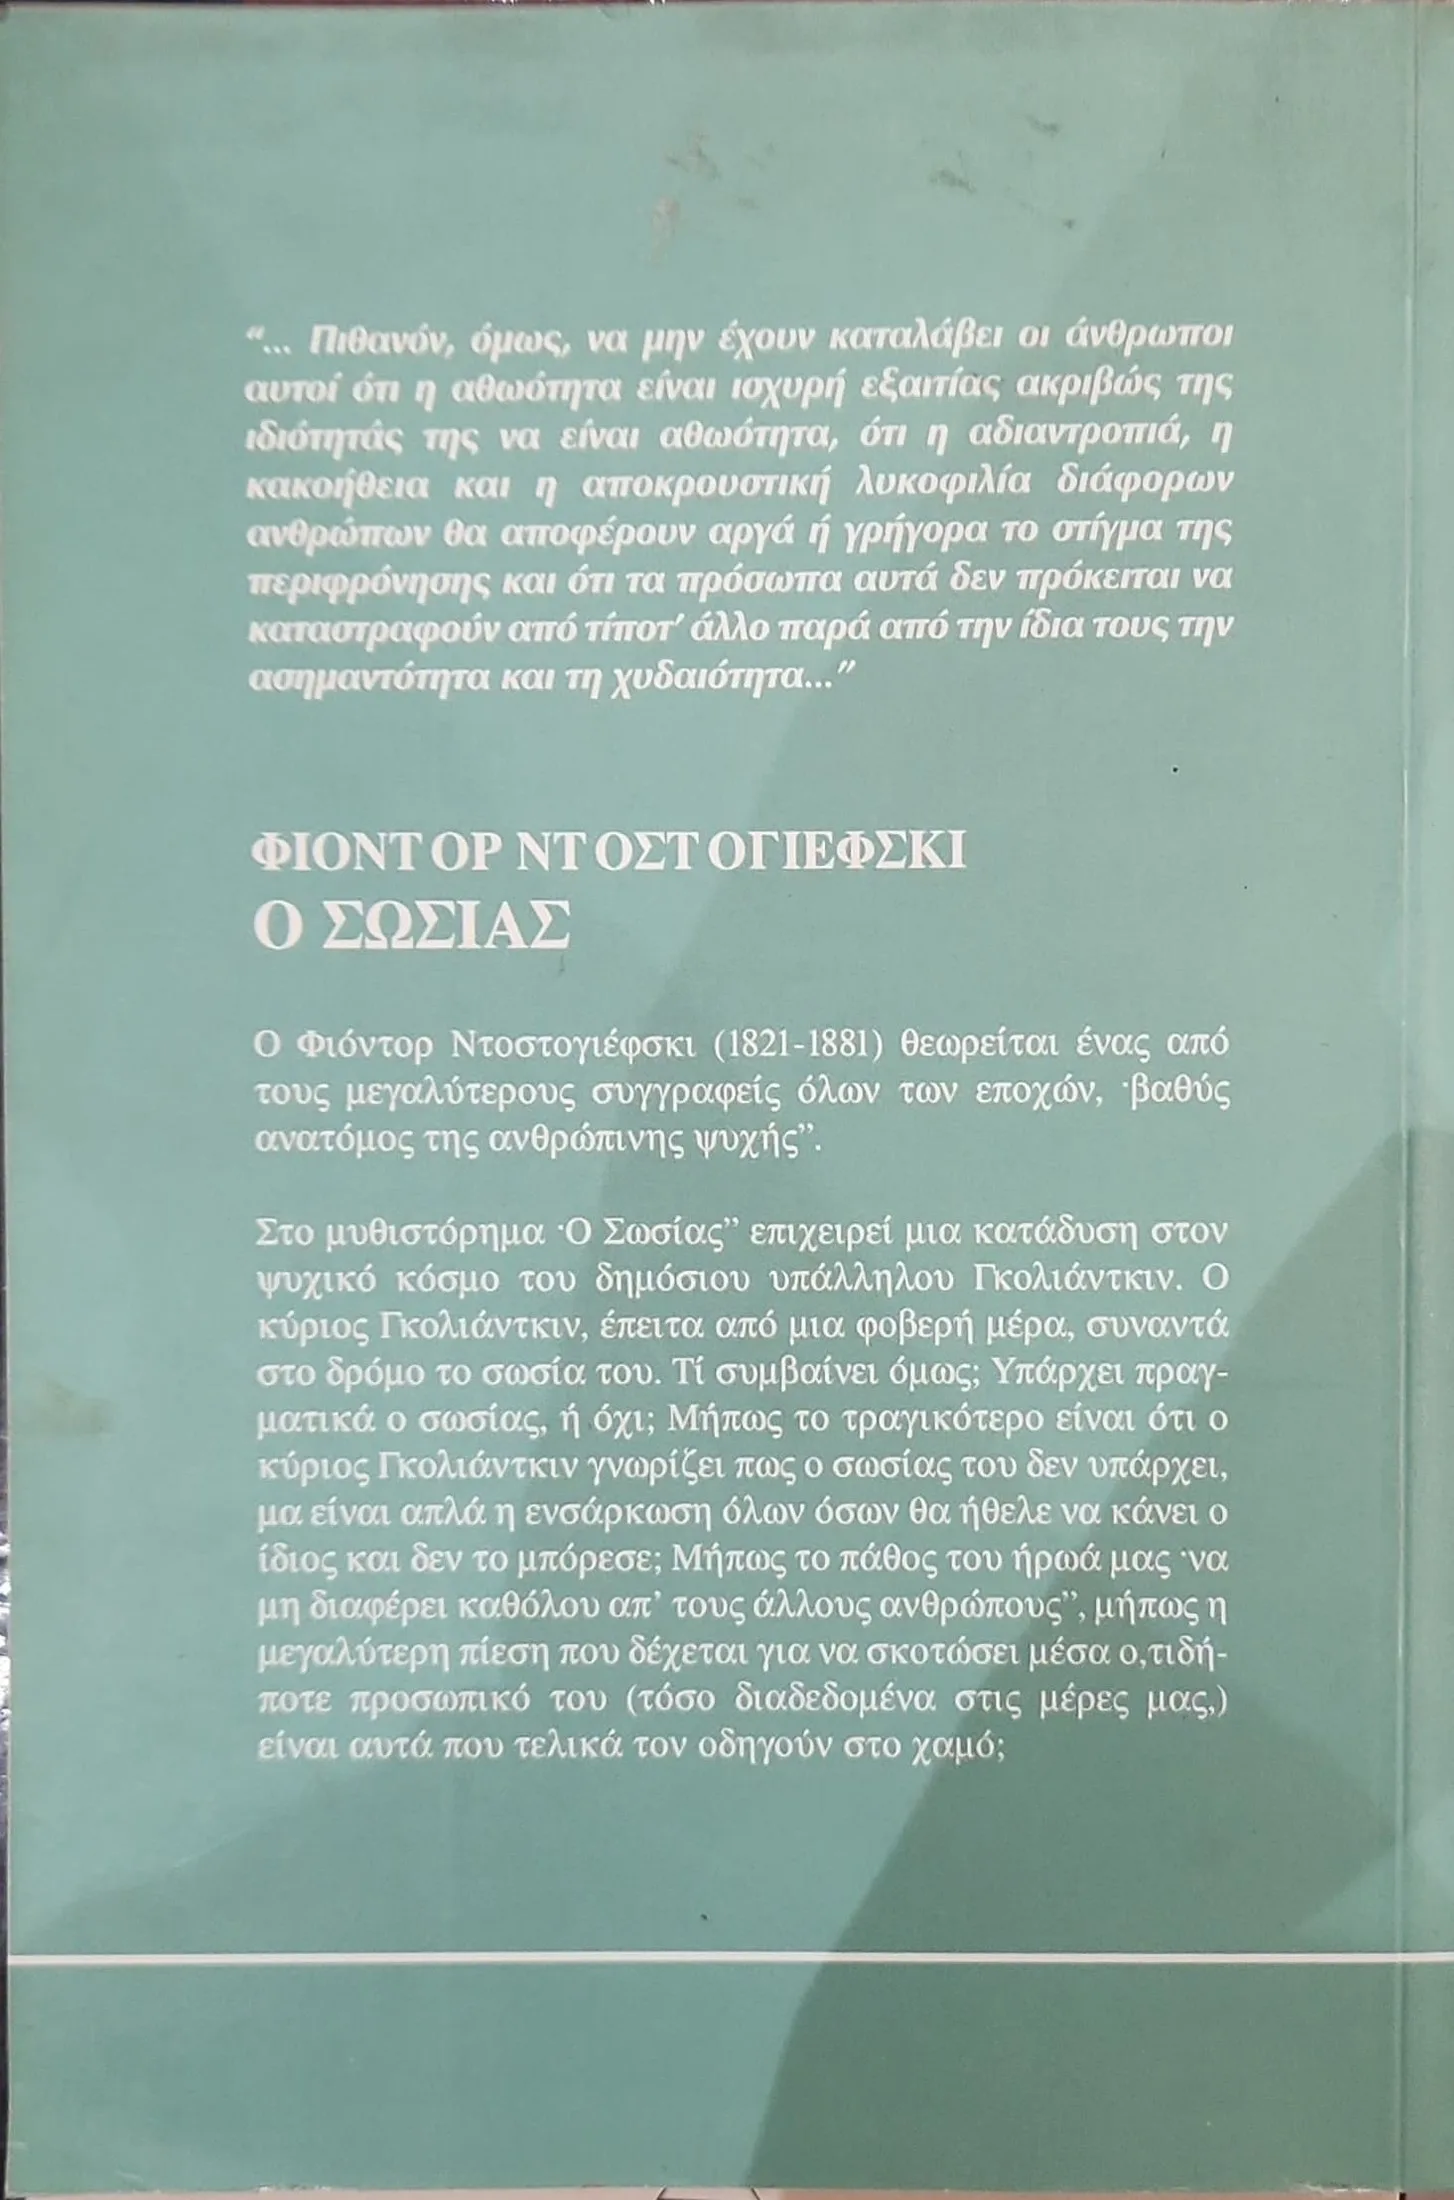 “... Πιθανόν, όμως, να μην έχουν καταλάβει οι άνθρωποι
αυτοί ότι η αθωότητα είναι ισχυρή εξαιτίας ακριβώς της
ιδιότητάς της να είναι αθωότητα, ότι η αδιαντροπιά, η
κακοήθεια και η αποκρουστική λυκοφιλία διάφορων
ανθρώπων θα αποφέρουν αργά ή γρήγορα το στίγμα της
περιφρόνησης και ότι τα πρόσωπα αυτά δεν πρόκειται να
καταστραφούν από τίποτ’ άλλο παρά από την ίδια τους την
ασημαντότητα και τη χυδαιότητα...”
ΦΙΟΝΤΟΡ ΝΤΟΣΤΟΓΙΕΦΣΚΙ
Ο ΣΩΣΙΑΣ
Ο Φιόντορ Ντοστογιέφσκι (1821-1881) θεωρείται ένας από
τους μεγαλύτερους συγγραφείς όλων των εποχών, ·βαθύς
ανατόμος της ανθρώπινης ψυχής”.
Στο μυθιστόρημα ·Ο Σωσίας” επιχειρεί μια κατάδυση στον
ψυχικό κόσμο του δημόσιου υπάλληλου Γκολιάντκιν. Ο
κύριος Γκολιάντκιν, έπειτα από μια φοβερή μέρα, συναντά
στο δρόμο το σωσία του. Τί συμβαίνει όμως; Υπάρχει πραγ-
ματικά ο σωσίας, ή όχι; Μήπως το τραγικότερο είναι ότι ο
κύριος Γκολιάντκιν γνωρίζει πως ο σωσίας του δεν υπάρχει,
μα είναι απλά η ενσάρκωση όλων όσων θα ήθελε να κάνει ο
ίδιος και δεν το μπόρεσε; Μήπως το πάθος του ήρωά μας ·να
μη διαφέρει καθόλου απ’ τους άλλους ανθρώπους”, μήπως η
μεγαλύτερη πίεση που δέχεται για να σκοτώσει μέσα ο,τιδή-
ποτε προσωπικό του (τόσο διαδεδομένα στις μέρες μας,)
είναι αυτά που τελικά τον οδηγούν στο χαμό;